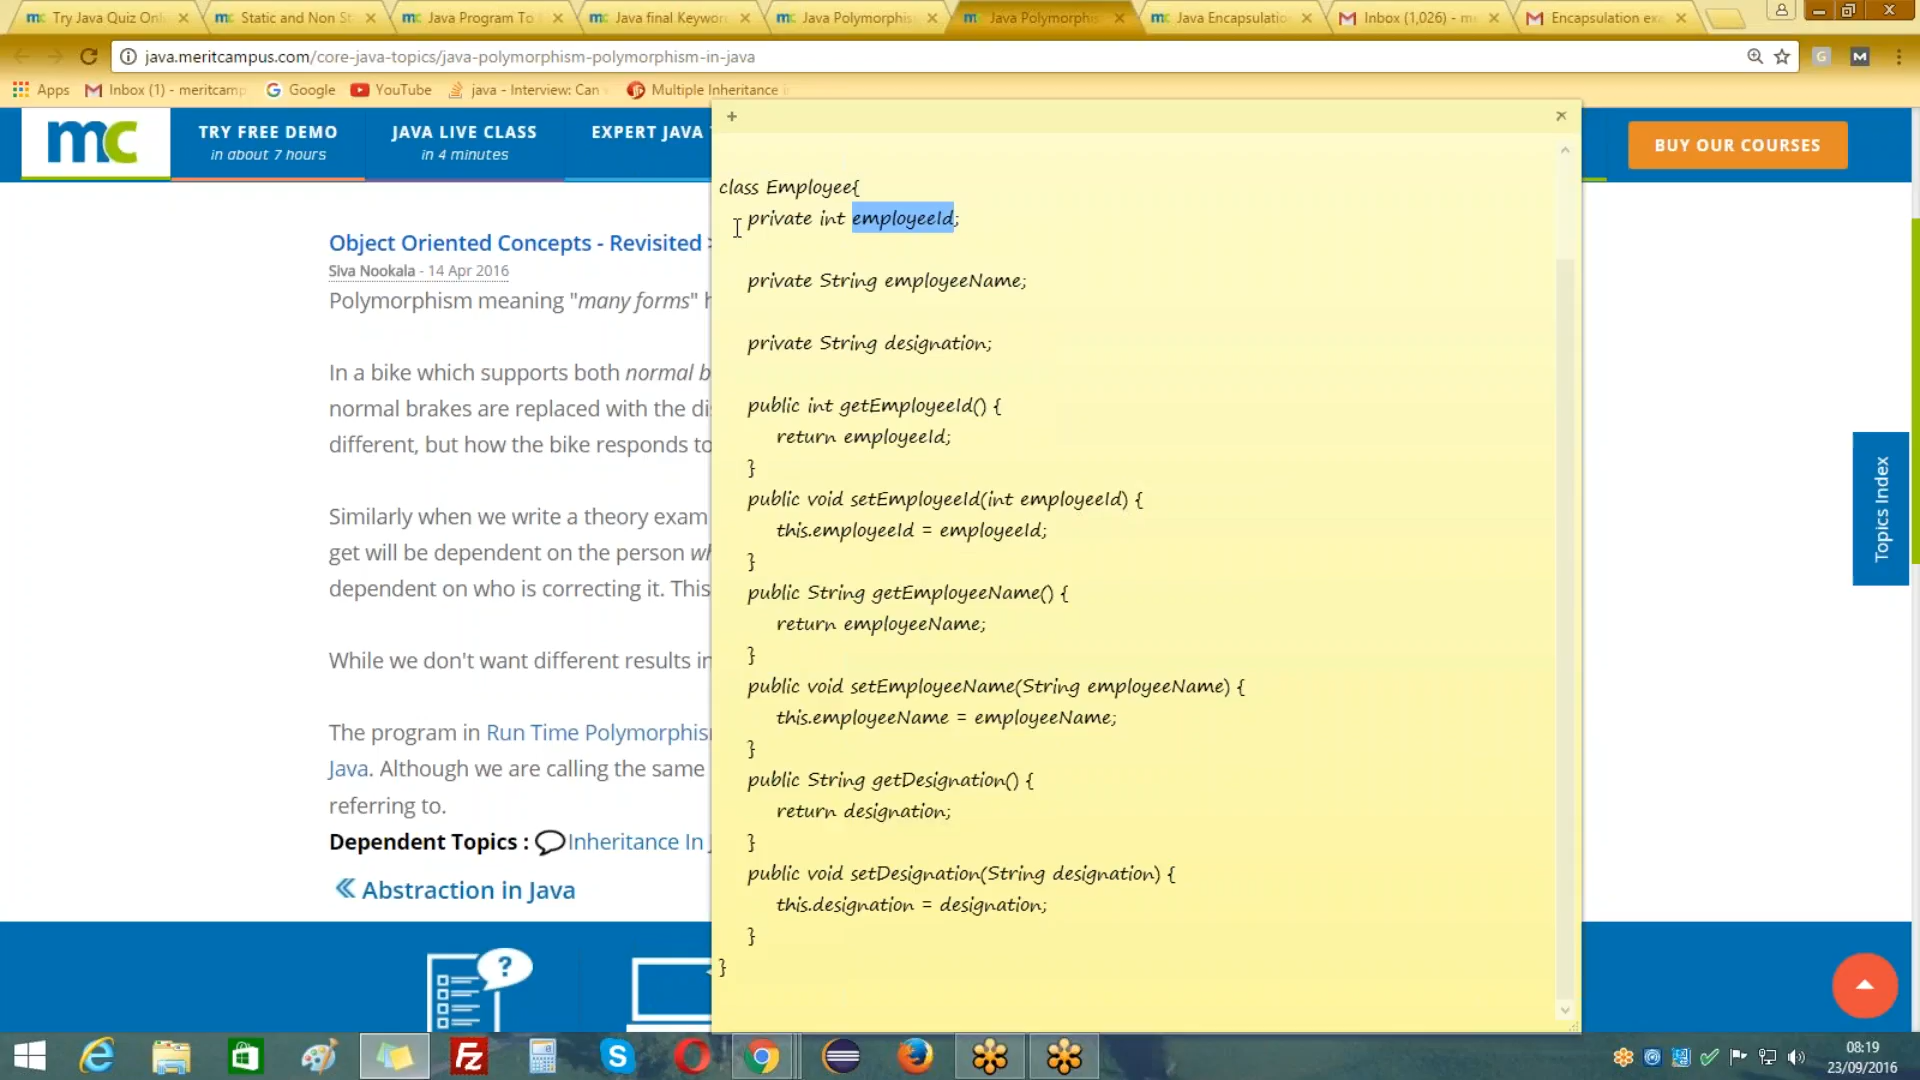 Try Java Quiz Onl
Static and Non St
Java Program To
Java final Keywor
Java Polymorphis
Java Polymorphis
Java Encapsulatio
Inbox (1,026) - m
Encapsulation ex
java.meritcampus.com/core-java-topics/java-polymorphism-polymorphism-in-java
Apps
Inbox (1) - meritcamp
Google
YouTube
java - Interview: Can
Multiple Inheritance
mc
TRY FREE DEMO
in about 7 hours
JAVA LIVE CLASS
in 4 minutes
EXPERT JAVA
BUY OUR COURSES
Object Oriented Concepts - Revisited >
Siva Nookala - 14 Apr 2016
Polymorphism meaning "many forms" h
In a bike which supports both normal b
normal brakes are replaced with the di
different, but how the bike responds to
Similarly when we write a theory exam
get will be dependent on the person wh
dependent on who is correcting it. This
While we don't want different results in
The program in Run Time Polymorphis
Java. Although we are calling the same
referring to.
Dependent Topics : Inheritance In J
Abstraction in Java
class Employee{
private int employeeId;
private String employeeName;
private String designation;
public int getEmployeeId() {
return employeeId;
}
public void setEmployeeId(int employeeId) {
this.employeeId = employeeId;
}
public String getEmployeeName() {
return employeeName;
}
public void setEmployeeName(String employeeName) {
this.employeeName = employeeName;
}
public String getDesignation() {
return designation;
}
public void setDesignation(String designation) {
this.designation = designation;
}
}
Topics Index
08:19
23/09/2016